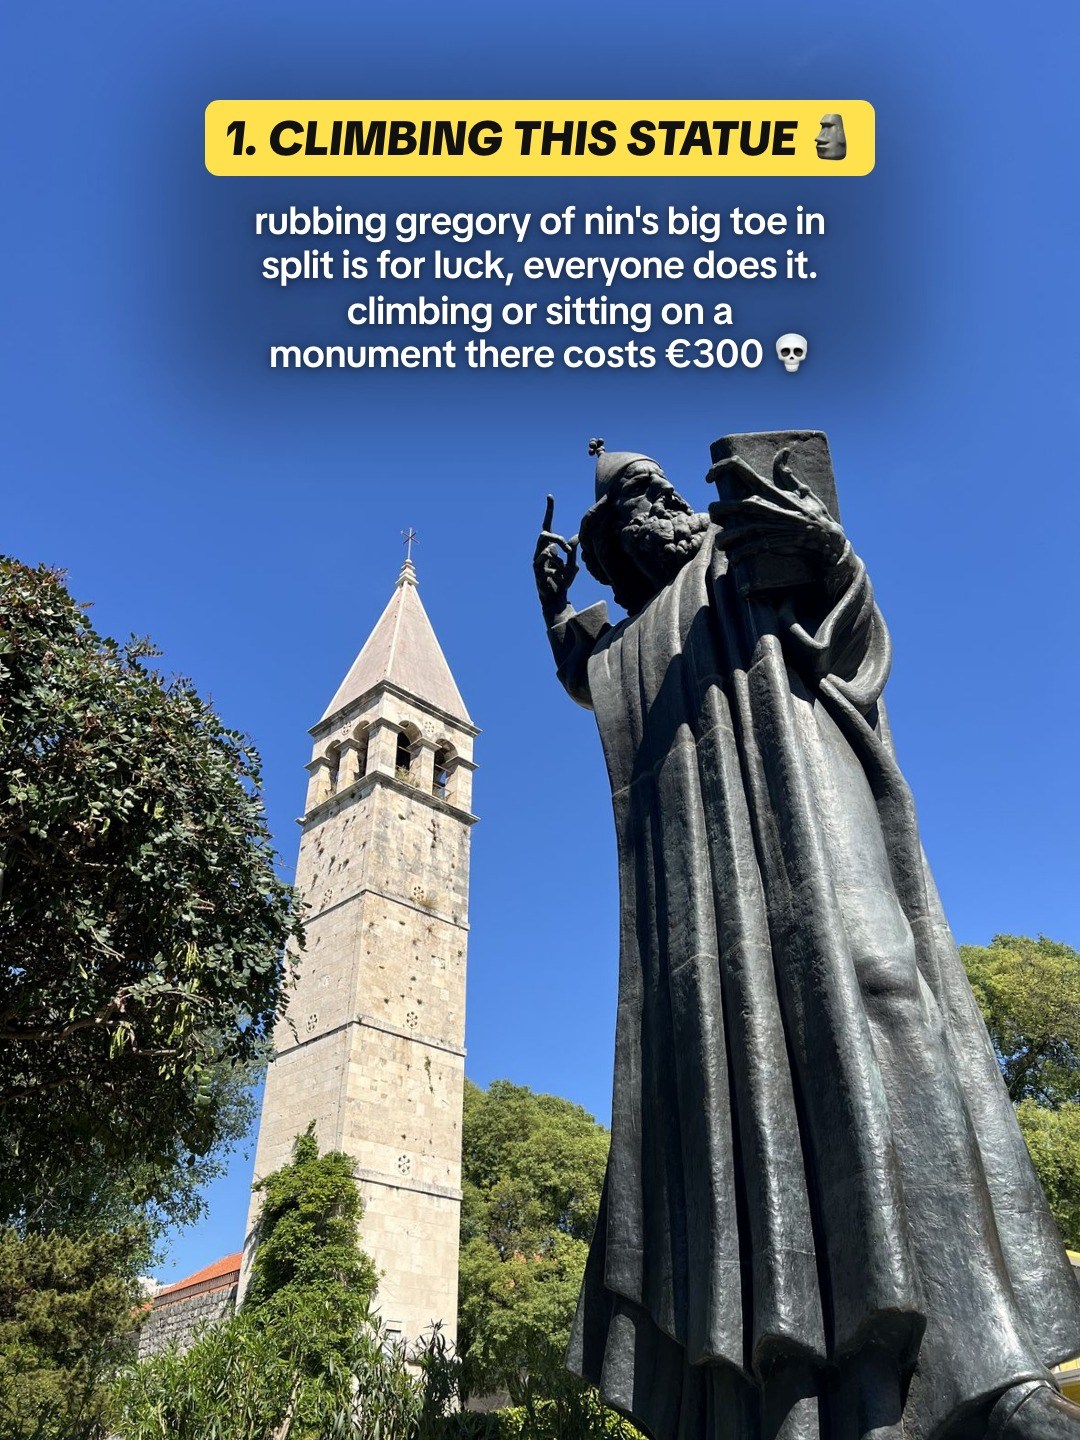 1. CLIMBING THIS STATUE 🗿
rubbing gregory of nin's big toe in
split is for luck, everyone does it.
climbing or sitting on a
monument there costs €300 💀